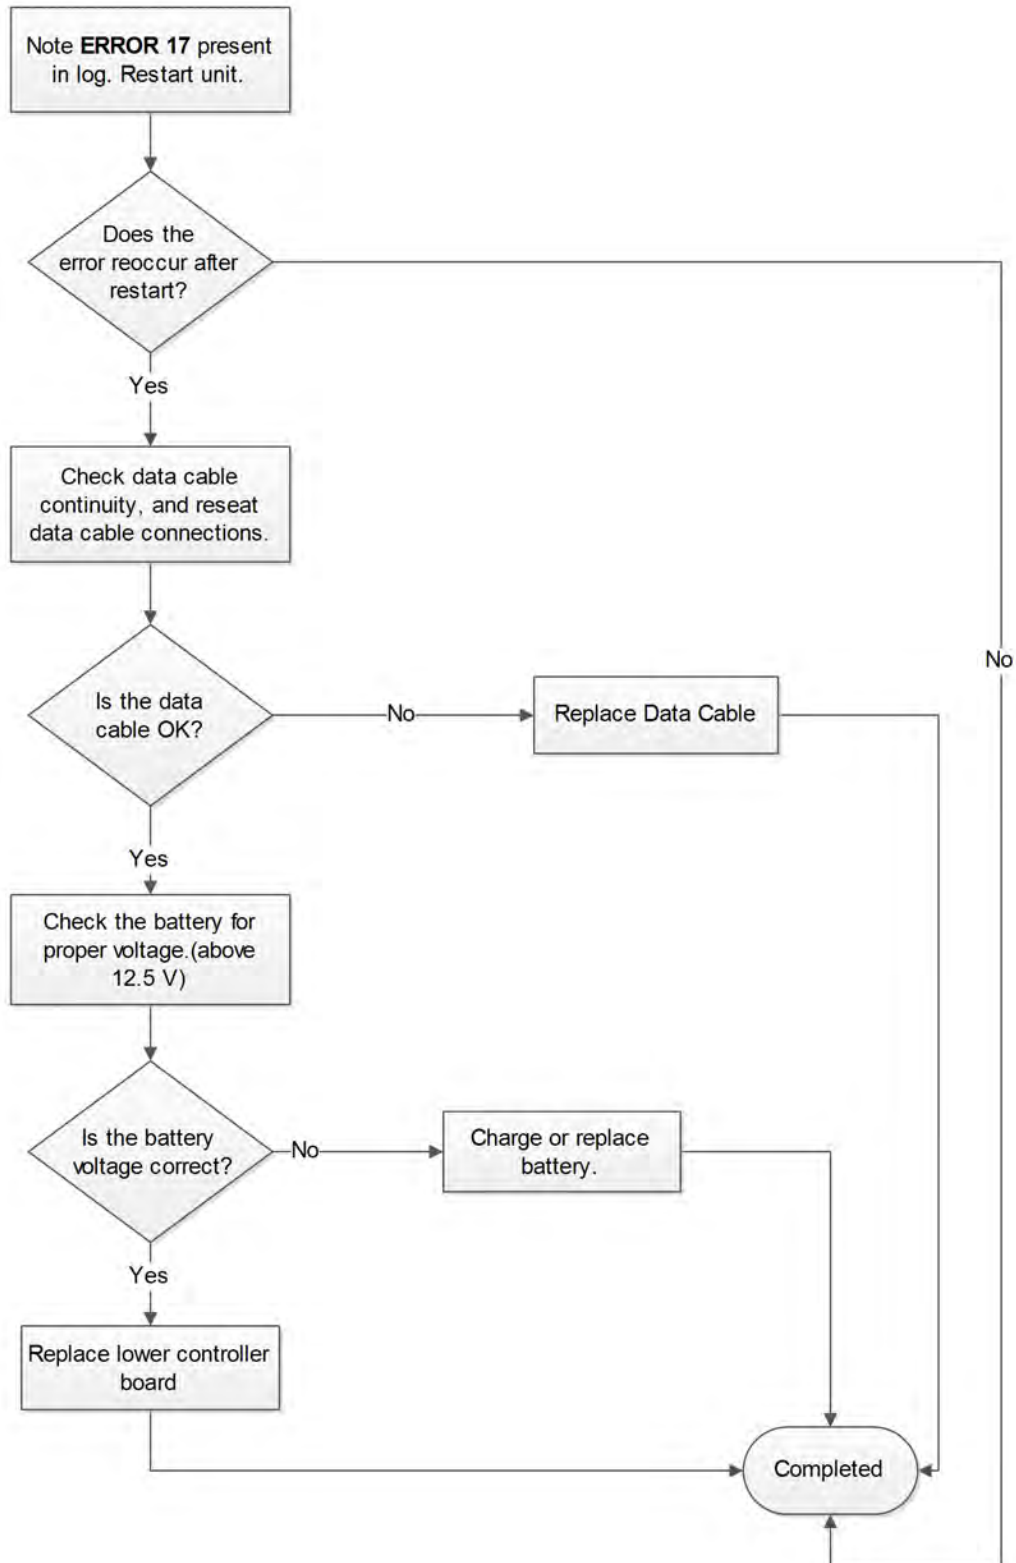 Note ERROR 17 present
in log. Restart unit.
Does the
error reoccur after
restart?
Yes
Check data cable
continuity, and reseat
data cable connections.
No
Is the data
cable OK?
No
Replace Data Cable
Yes
Check the battery for
proper voltage.(above
12.5 V)
Is the battery
voltage correct?
No
Charge or replace
battery.
Yes
Replace lower controller
board
Completed